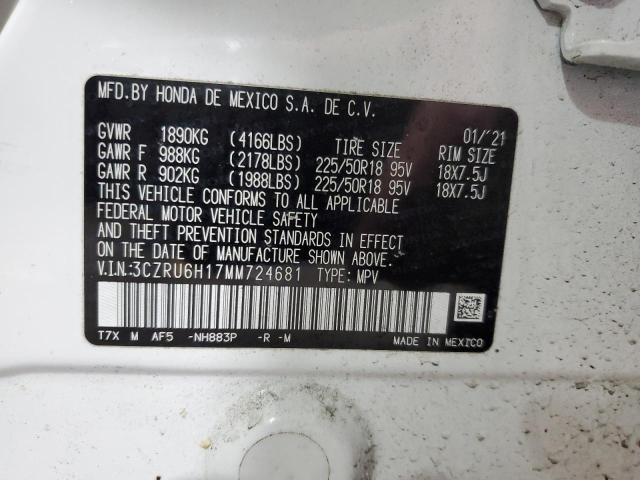 MFD.BY HONDA DE MEXICO S.A. DE C.V.
GVWR 1890KG (4166LBS) TIRE SIZE 01/'21 RIM SIZE
GAWR F 988KG (2178LBS) 225/50R18 95V 18X7.5J
GAWR R 902KG (1988LBS) 225/50R18 95V 18X7.5J
THIS VEHICLE CONFORMS TO ALL APPLICABLE
FEDERAL MOTOR VEHICLE SAFETY
AND THEFT PREVENTION STANDARDS IN EFFECT
ON THE DATE OF MANUFACTURE SHOWN ABOVE.
V.I.N.:3CZRU6H17MM724681 TYPE: MPV
T7X M AF5 -NH883P -R -M
MADE IN MEXICO